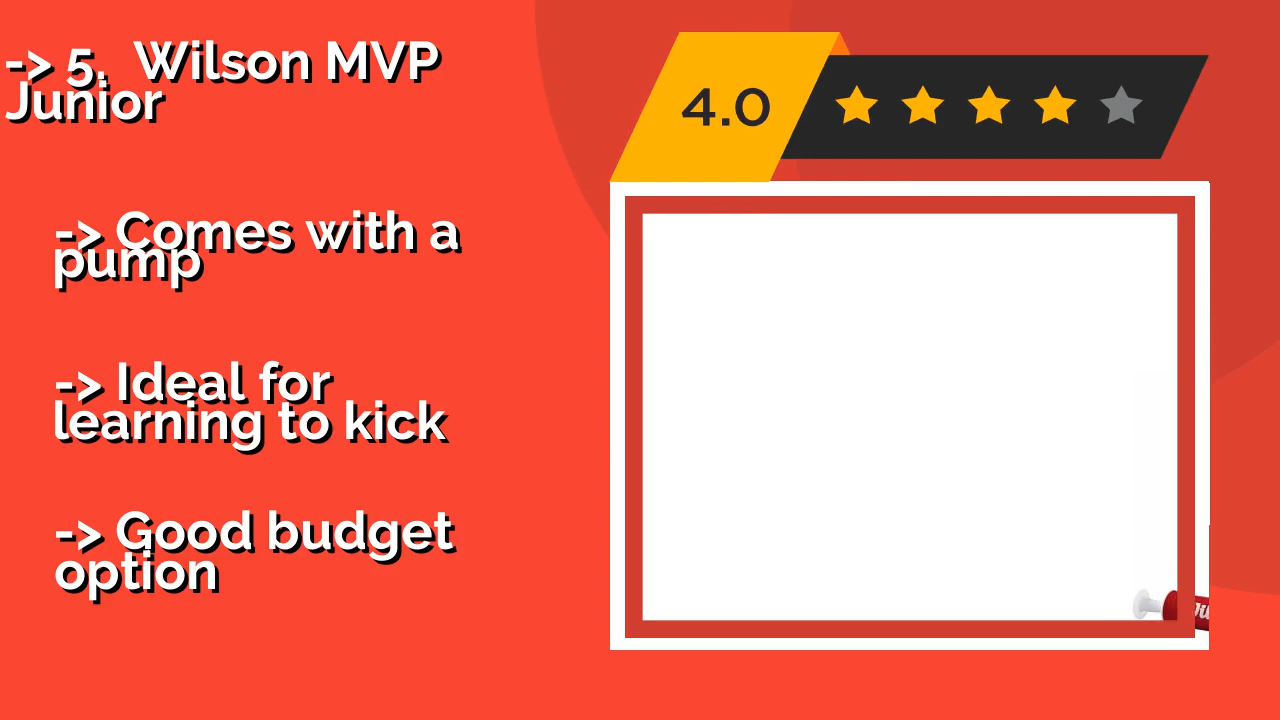 -> 5.  Wilson MVP
Junior
4.0
-> Comes with a
pump
-> Ideal for
learning to kick
-> Good budget
option